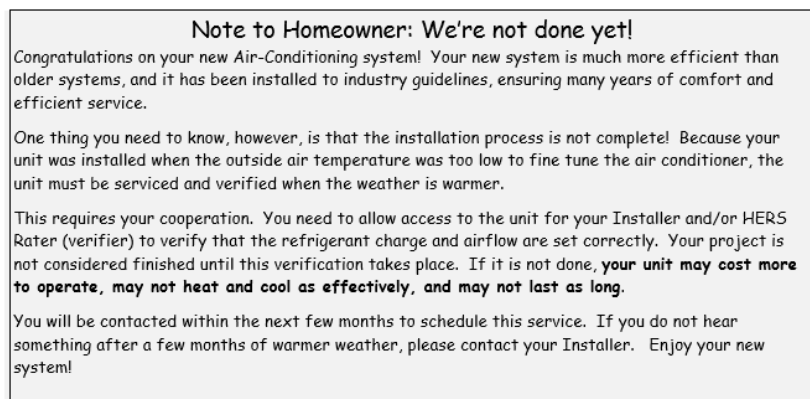 Note to Homeowner: We're not done yet!
Congratulations on your new Air-Conditioning system!  Your new system is much more efficient than
older systems, and it has been installed to industry guidelines, ensuring many years of comfort and
efficient service.
One thing you need to know, however, is that the installation process is not complete!  Because your
unit was installed when the outside air temperature was too low to fine tune the air conditioner, the
unit must be serviced and verified when the weather is warmer.
This requires your cooperation.  You need to allow access to the unit for your Installer and/or HERS
Rater (verifier) to verify that the refrigerant charge and airflow are set correctly.  Your project is
not considered finished until this verification takes place.  If it is not done, your unit may cost more
to operate, may not heat and cool as effectively, and may not last as long.
You will be contacted within the next few months to schedule this service.  If you do not hear
something after a few months of warmer weather, please contact your Installer.   Enjoy your new
system!